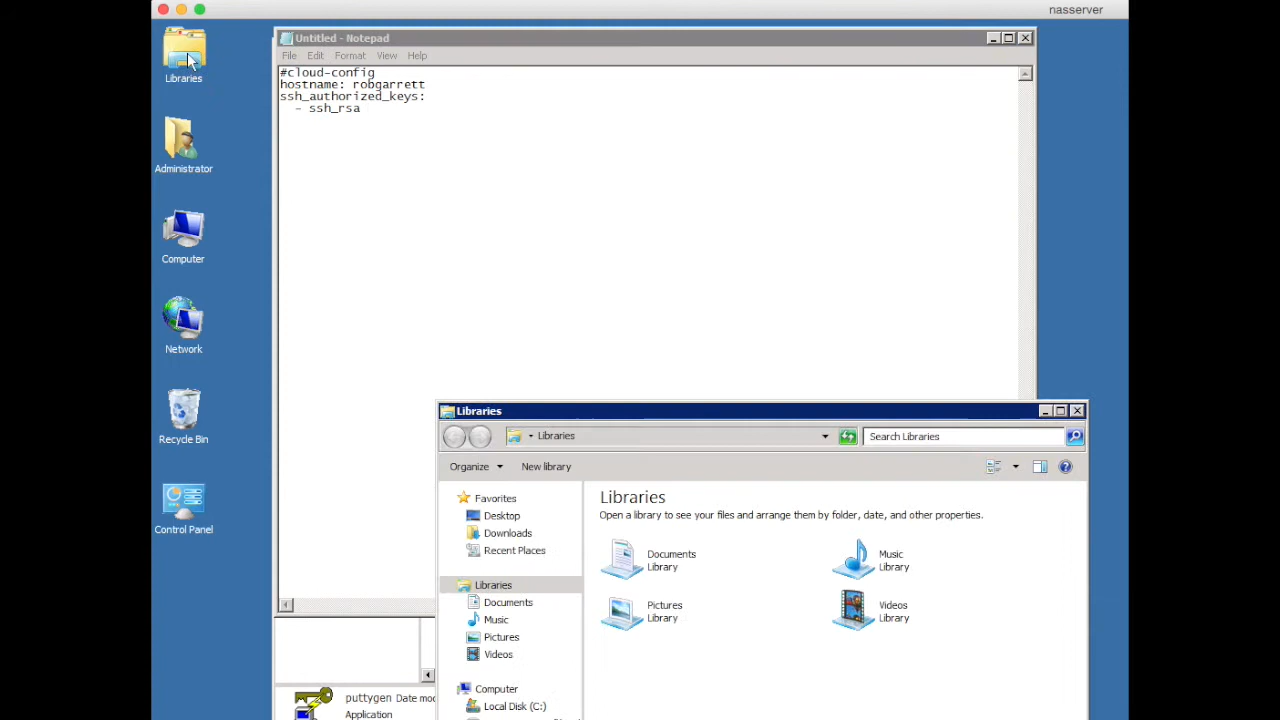 nasserver
Libraries
Administrator
Computer
Network
Recycle Bin
Control Panel
Untitled - Notepad
File Edit Format View Help
#cloud-config
hostname: robgarrett
ssh_authorized_keys:
- ssh_rsa
Libraries
Libraries
Search Libraries
Organize
New library
Favorites
Desktop
Downloads
Recent Places
Libraries
Documents
Music
Pictures
Videos
Computer
Local Disk (C:)
Libraries
Open a library to see your files and arrange them by folder, date, and other properties.
Documents
Library
Music
Library
Pictures
Library
Videos
Library
puttygen Date mod
Application